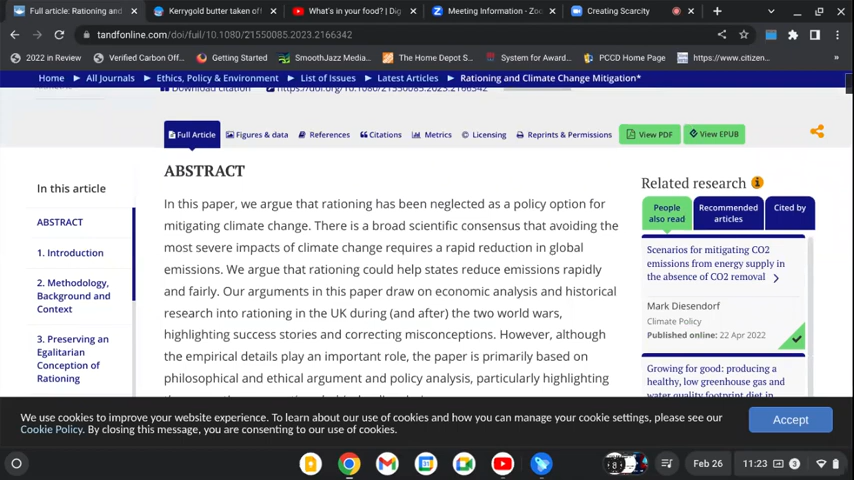 Full article: Rationing and
Kerrygold butter taken of
What's in your food? | Dig
Meeting Information - Zoo
Creating Scarcity
tandfonline.com/doi/full/10.1080/21550085.2023.2166342
2022 in Review
Verified Carbon Off...
Getting Started
SmoothJazz Media...
The Home Depot S...
System for Award...
PCCD Home Page
https://www.citizen...
»
Home
All Journals
Ethics, Policy & Environment
List of Issues
Latest Articles
Rationing and Climate Change Mitigation*
Download citation
https://doi.org/10.1080/21550085.2023.2166342
Full Article
Figures & data
References
Citations
Metrics
Licensing
Reprints & Permissions
View PDF
View EPUB
In this article
ABSTRACT
1. Introduction
2. Methodology,
Background and
Context
3. Preserving an
Egalitarian
Conception of
Rationing
ABSTRACT
In this paper, we argue that rationing has been neglected as a policy option for
mitigating climate change. There is a broad scientific consensus that avoiding the
most severe impacts of climate change requires a rapid reduction in global
emissions. We argue that rationing could help states reduce emissions rapidly
and fairly. Our arguments in this paper draw on economic analysis and historical
research into rationing in the UK during (and after) the two world wars,
highlighting success stories and correcting misconceptions. However, although
the empirical details play an important role, the paper is primarily based on
philosophical and ethical argument and policy analysis, particularly highlighting
Related research
People
also read
Recommended
articles
Cited by
Scenarios for mitigating CO2
emissions from energy supply in
the absence of CO2 removal
Mark Diesendorf
Climate Policy
Published online: 22 Apr 2022
Growing for good: producing a
healthy, low greenhouse gas and
water quality footprint diet in
We use cookies to improve your website experience. To learn about our use of cookies and how you can manage your cookie settings, please see our
Cookie Policy. By closing this message, you are consenting to our use of cookies.
Accept
8
Feb 26
11:23
3